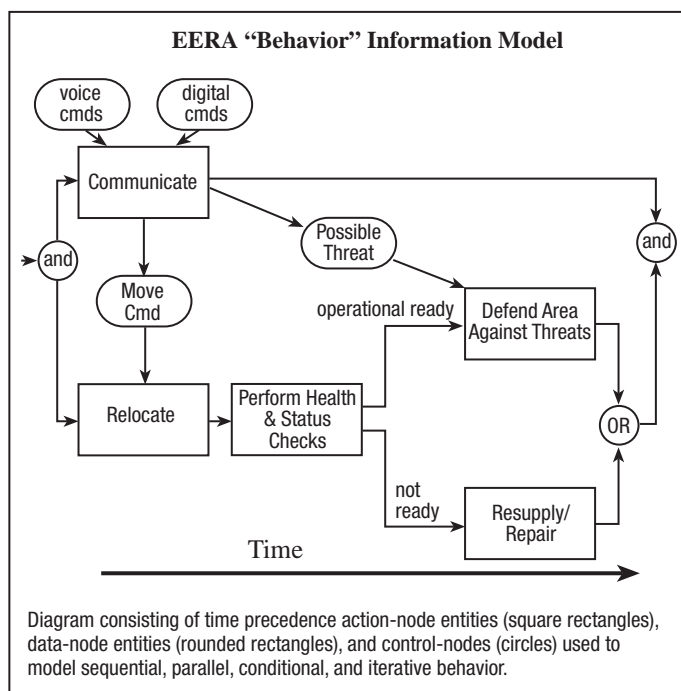 EERA “Behavior” Information Model
voice
cmds
digital
cmds
Communicate
Possible
Threat
and
and
Move
Cmd
operational ready
Defend Area
Against Threats
Relocate
Perform Health
& Status
Checks
OR
not
ready
Resupply/
Repair
Time
Diagram consisting of time precedence action-node entities (square rectangles),
data-node entities (rounded rectangles), and control-nodes (circles) used to
model sequential, parallel, conditional, and iterative behavior.